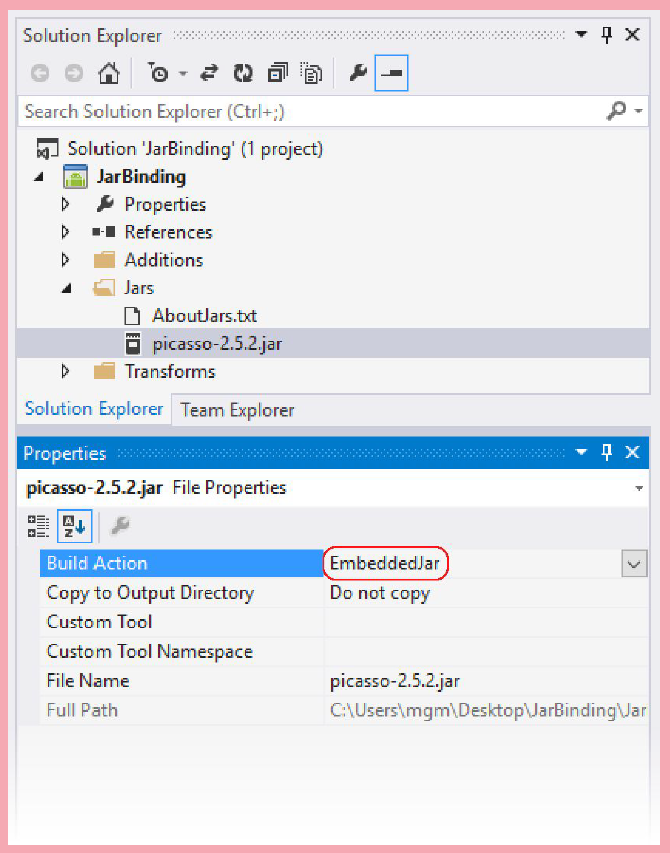 Solution Explorer
Search Solution Explorer (Ctrl+;)
Solution 'JarBinding' (1 project)
JarBinding
Properties
References
Additions
Jars
AboutJars.txt
picasso-2.5.2.jar
Transforms
Solution Explorer Team Explorer
Properties
picasso-2.5.2.jar File Properties
Build Action EmbeddedJar
Copy to Output Directory Do not copy
Custom Tool
Custom Tool Namespace
File Name picasso-2.5.2.jar
Full Path C:\Users\mgm\Desktop\JarBinding\Jar